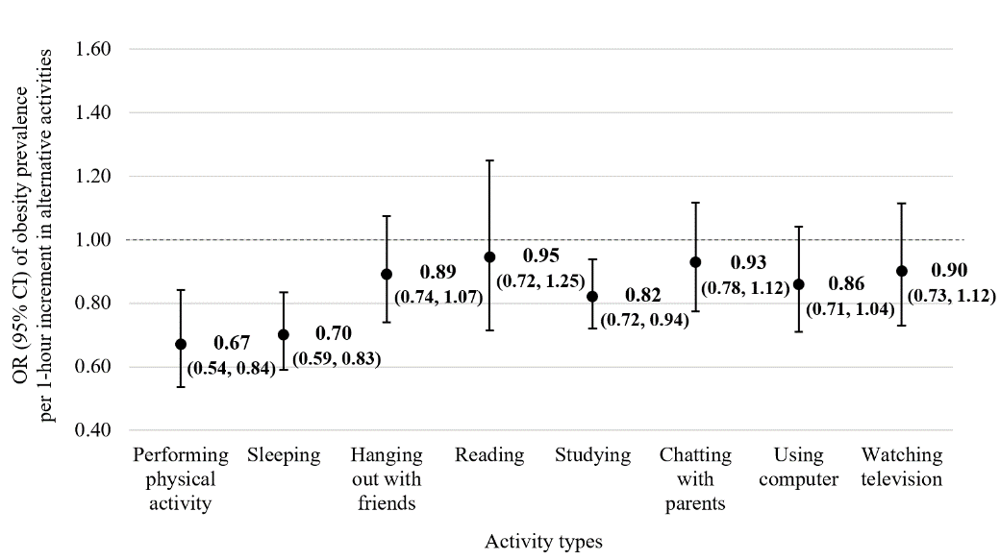 OR (95% CI) of obesity prevalence
per 1-hour increment in alternative activities
1.60
1.40
1.20
1.00
0.80
0.60
0.40
0.67
(0.54, 0.84)
0.70
(0.59, 0.83)
0.89
(0.74, 1.07)
0.95
(0.72, 1.25)
0.82
(0.72, 0.94)
0.93
(0.78, 1.12)
0.86
(0.71, 1.04)
0.90
(0.73, 1.12)
Performing
physical
activity
Sleeping
Hanging
out with
friends
Reading
Studying
Chatting
with
parents
Using
computer
Watching
television
Activity types